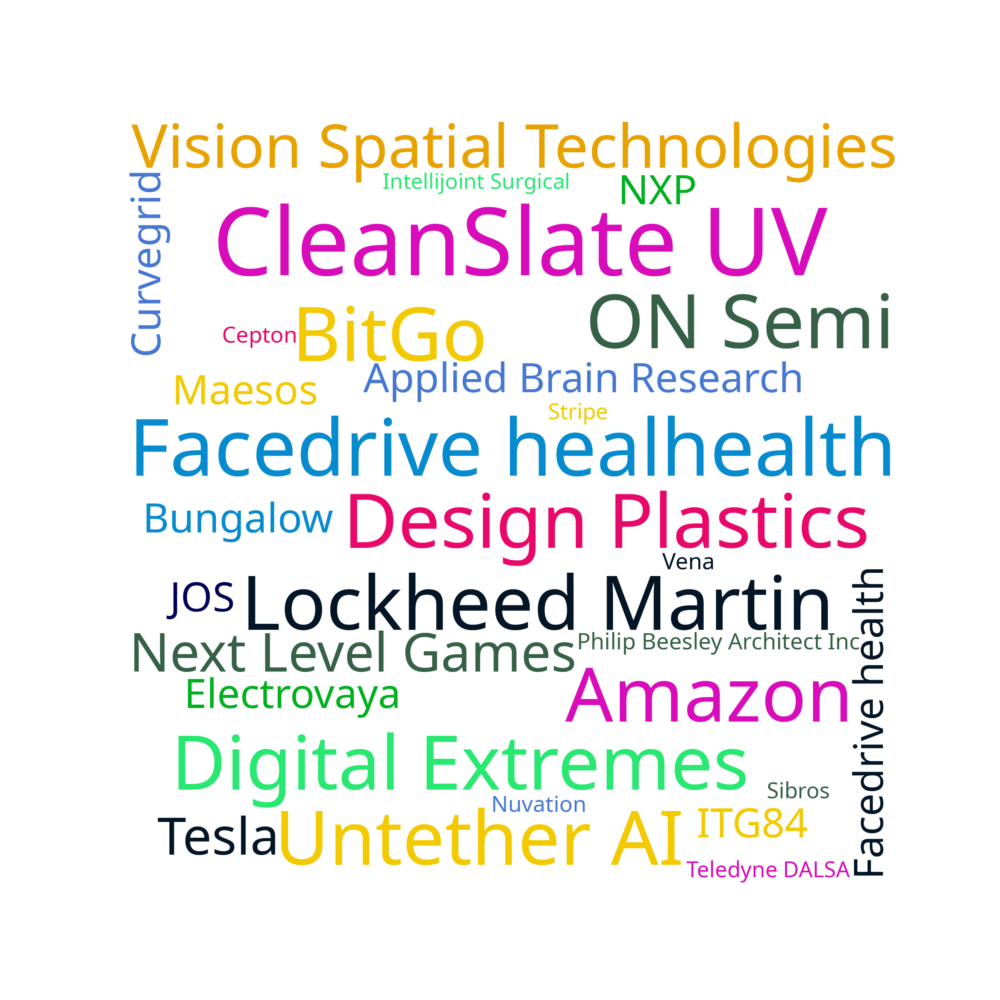 Vision Spatial Technologies
Intellijoint Surgical
NXP
Curvegrid
CleanSlate UV
ON Semi
Cepton
BitGo
Applied Brain Research
Maesos
Stripe
Facedrive healhealth
Bungalow
Design Plastics
Vena
JOS
Lockheed Martin
Next Level Games
Philip Beesley Architect Inc
Facedrive health
Electrovaya
Amazon
Digital Extremes
Sibros
Nuvation
Tesla
Untether AI
ITG84
Teledyne DALSA